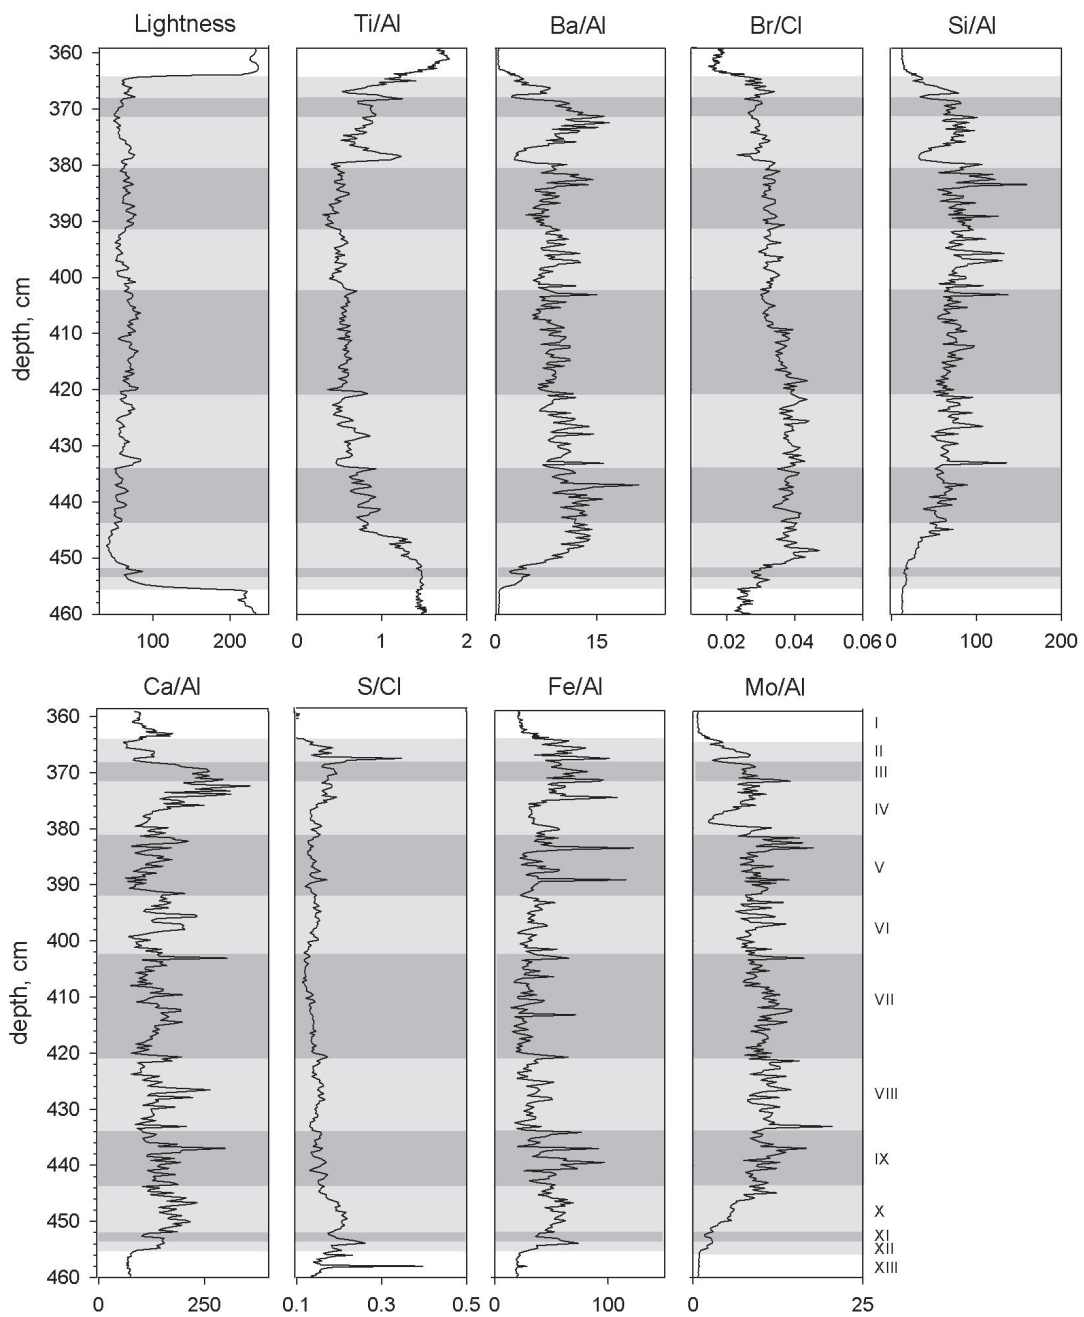 Lightness Ti/Al Ba/Al Br/Cl Si/Al
360
370
380
390
400
410
420
430
440
450
460
depth, cm
100 200 0 1 2 0 15 0.02 0.04 0.06 0 100 200
Ca/Al S/Cl Fe/Al Mo/Al
360
370
380
390
400
410
420
430
440
450
460
depth, cm
I
II
III
IV
V
VI
VII
VIII
IX
X
XI
XII
XIII
0 250 0.1 0.3 0.5 0 100 0 25